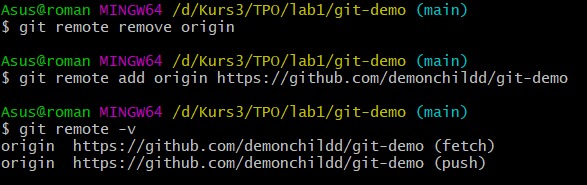 Asus@roman MINGW64 /d/Kurs3/TPO/lab1/git-demo (main)
$ git remote remove origin
Asus@roman MINGW64 /d/Kurs3/TPO/lab1/git-demo (main)
$ git remote add origin https://github.com/demonchildd/git-demo
Asus@roman MINGW64 /d/Kurs3/TPO/lab1/git-demo (main)
$ git remote -v
origin  https://github.com/demonchildd/git-demo (fetch)
origin  https://github.com/demonchildd/git-demo (push)